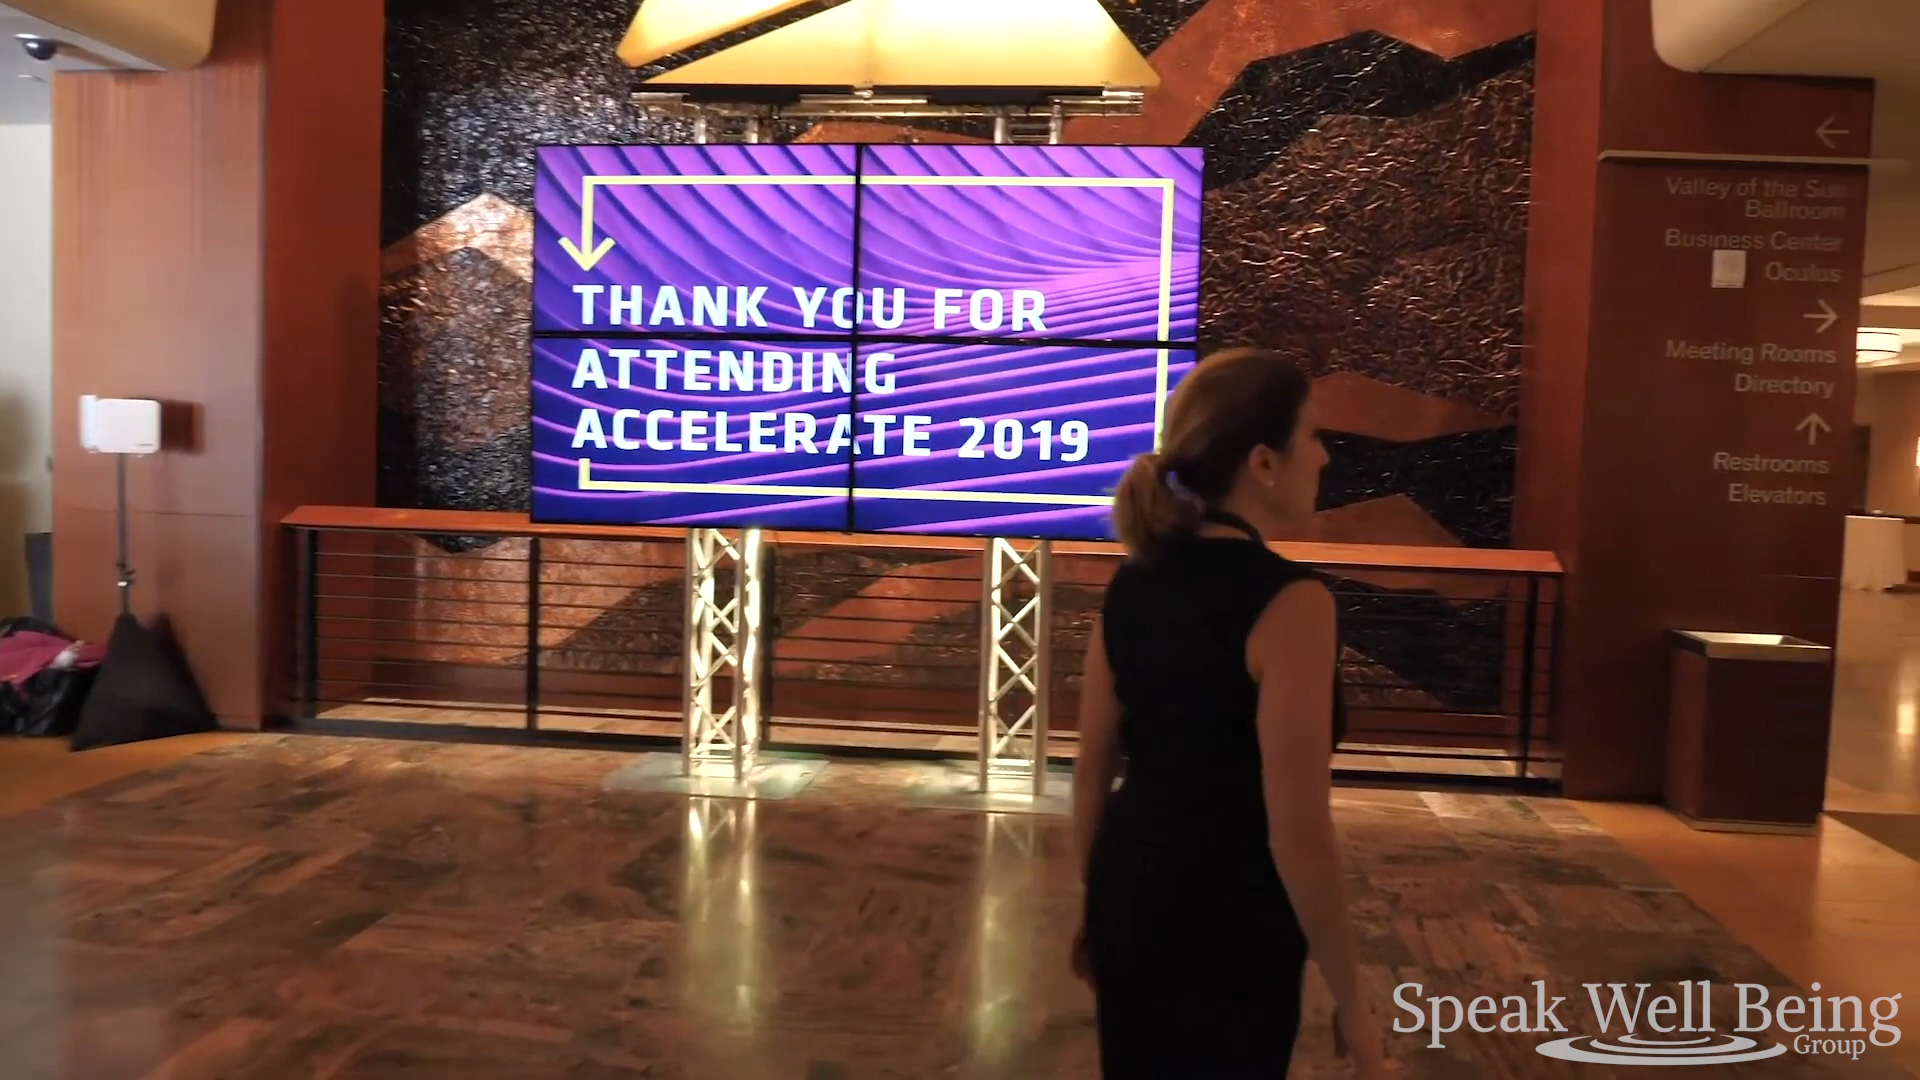 THANK YOU FOR
ATTENDING
ACCELERATE 2019
Valley of the Sun
Ballroom
Business Center
Oculus
Meeting Rooms
Directory
Restrooms
Elevators
Speak Well Being
Group